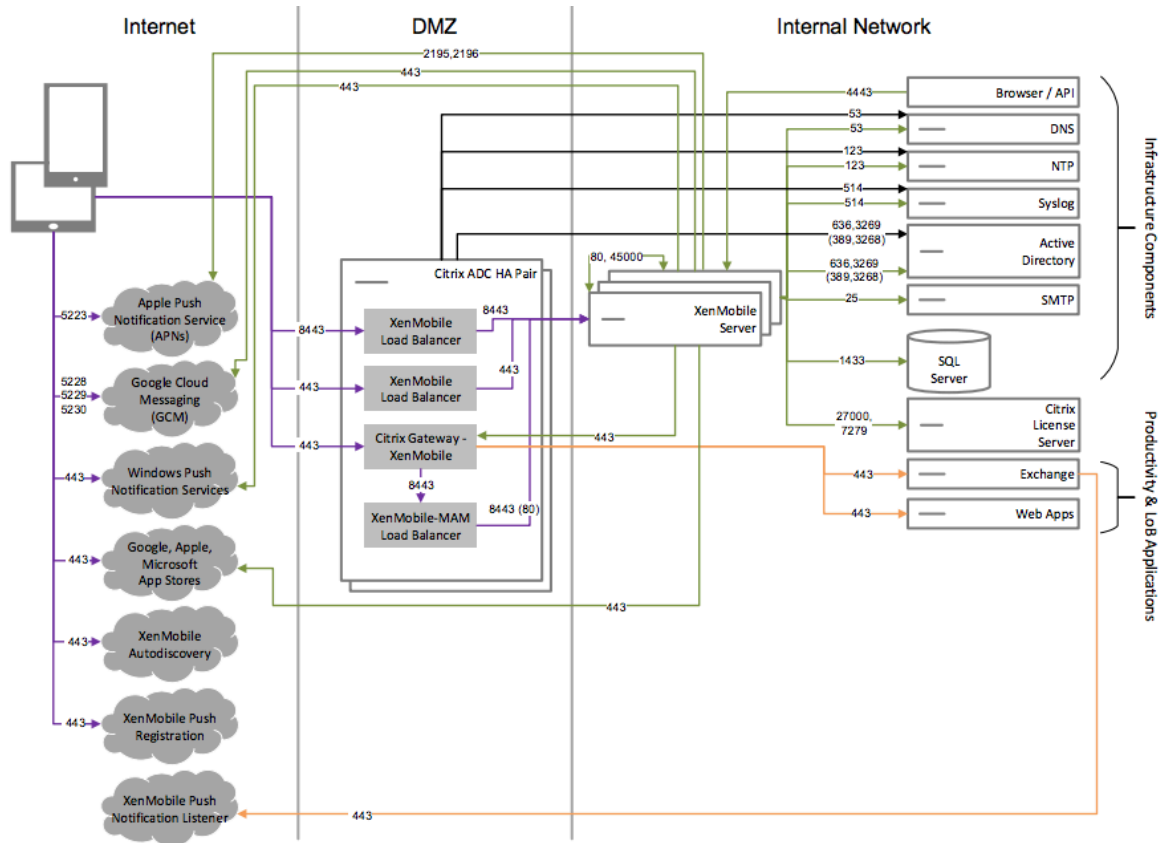 Internet
DMZ
Internal Network
2195,2196
443
443
4443
Browser / API
53
53
DNS
123
123
NTP
514
514
Syslog
636,3269
(389,3268)
636,3269
(389,3268)
Active
Directory
25
SMTP
1433
SQL
Server
27000,
7279
Citrix
License
Server
443
Exchange
443
Web Apps
Infrastructure Components
Productivity & LoB Applications
80, 45000
XenMobile
Server
Citrix ADC HA Pair
8443
XenMobile
Load Balancer
8443
443
XenMobile
Load Balancer
443
443
Citrix Gateway -
XenMobile
443
8443
XenMobile-MAM
Load Balancer
8443 (80)
5223
Apple Push
Notification Service
(APNs)
5228
5229
5230
Google Cloud
Messaging
(GCM)
443
Windows Push
Notification Services
443
Google, Apple,
Microsoft
App Stores
443
443
XenMobile
Autodiscovery
443
XenMobile Push
Registration
XenMobile Push
Notification Listener
443